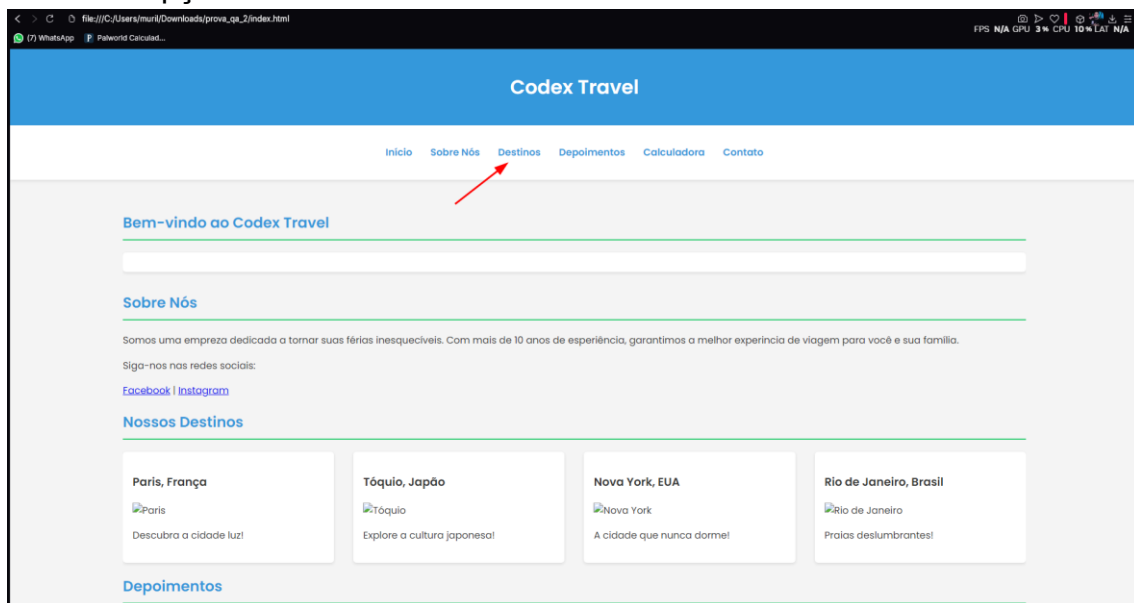 file:///C:/Users/muril/Downloads/prova_qa_2/index.html
FPS N/A GPU 3% CPU 10% LAT N/A
(7) WhatsApp Palworld Calculad...
Codex Travel
Início Sobre Nós Destinos Depoimentos Calculadora Contato
Bem-vindo ao Codex Travel
Sobre Nós
Somos uma empreza dedicada a tornar suas férias inesquecíveis. Com mais de 10 anos de esperiência, garantimos a melhor experincia de viagem para você e sua família.
Siga-nos nas redes sociais:
Facebook | Instagram
Nossos Destinos
Paris, França Tóquio, Japão Nova York, EUA Rio de Janeiro, Brasil
Paris Tóquio Nova York Rio de Janeiro
Descubra a cidade luz! Explore a cultura japonesa! A cidade que nunca dorme! Praias deslumbrantes!
Depoimentos